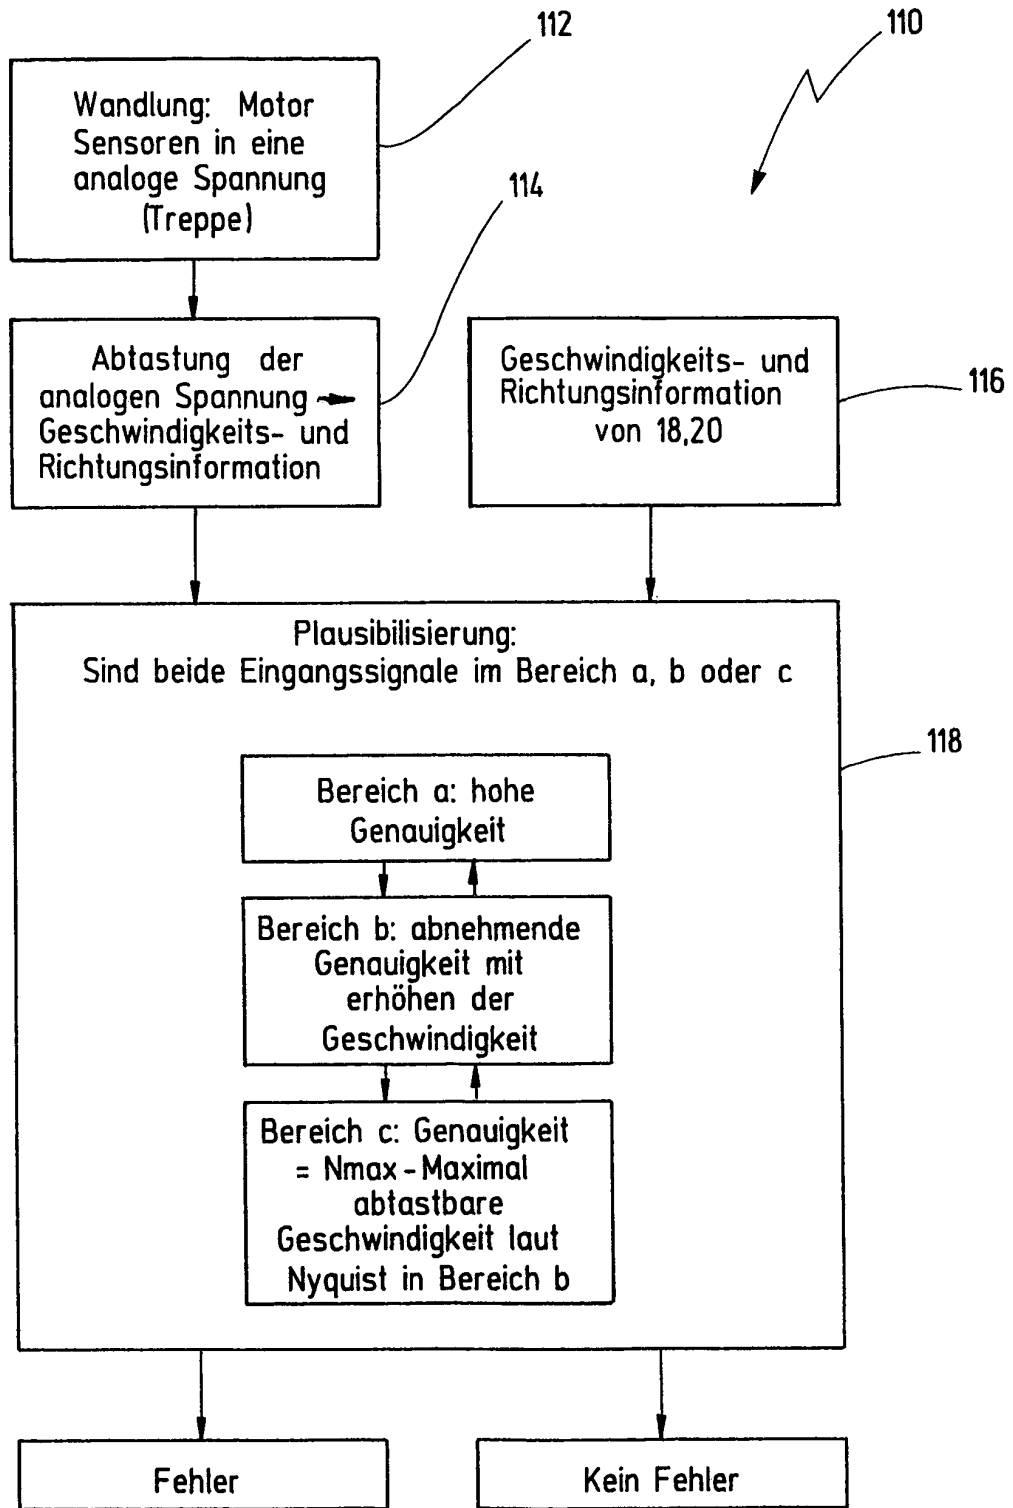 112
110
Wandlung: Motor
Sensoren in eine
analoge Spannung
(Treppe)
114
Abtastung der
analogen Spannung →
Geschwindigkeits- und
Richtungsinformation
Geschwindigkeits- und
Richtungsinformation
von 18,20
116
Plausibilisierung:
Sind beide Eingangssignale im Bereich a, b oder c
118
Bereich a: hohe
Genauigkeit
Bereich b: abnehmende
Genauigkeit mit
erhöhen der
Geschwindigkeit
Bereich c: Genauigkeit
= Nmax-Maximal
abtastbare
Geschwindigkeit laut
Nyquist in Bereich b
Fehler
Kein Fehler